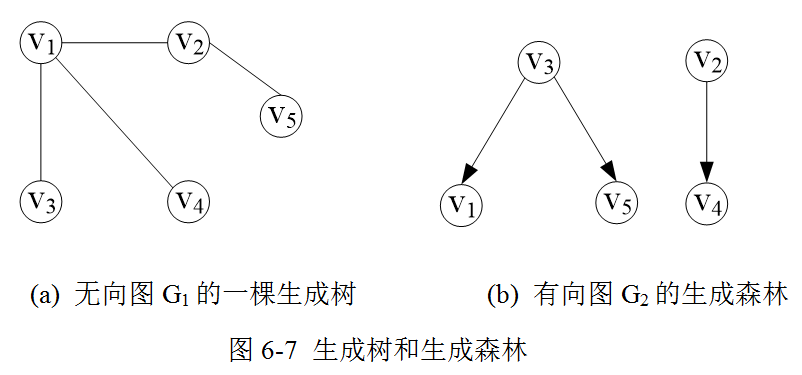 V1 V2
V5
V3 V4
(a) 无向图 G1 的一棵生成树
V3 V2
V1 V5 V4
(b) 有向图 G2 的生成森林
图 6-7 生成树和生成森林